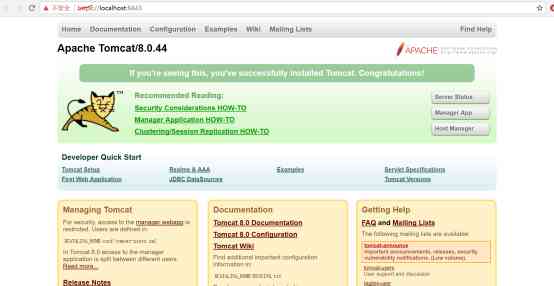 不安全 | https://localhost:8443
Home Documentation Configuration Examples Wiki Mailing Lists Find Help
Apache Tomcat/8.0.44
APACHE
If you're seeing this, you've successfully installed Tomcat. Congratulations!
TM
Recommended Reading:
Security Considerations HOW-TO
Manager Application HOW-TO
Clustering/Session Replication HOW-TO
Server Status
Manager App
Host Manager
Developer Quick Start
Tomcat Setup
First Web Application
Realms & AAA
JDBC DataSources
Examples
Servlet Specifications
Tomcat Versions
Managing Tomcat
For security, access to the manager webapp is
restricted. Users are defined in:
$CATALINA_HOME/conf/tomcat-users.xml
In Tomcat 8.0 access to the manager
application is split between different users.
Read more...
Release Notes
Documentation
Tomcat 8.0 Documentation
Tomcat 8.0 Configuration
Tomcat Wiki
Find additional important configuration
information in:
$CATALINA_HOME/RUNNING.txt
Getting Help
FAQ and Mailing Lists
The following mailing lists are available:
tomcat-announce
Important announcements, releases, security
vulnerability notifications. (Low volume).
tomcat-users
User support and discussion